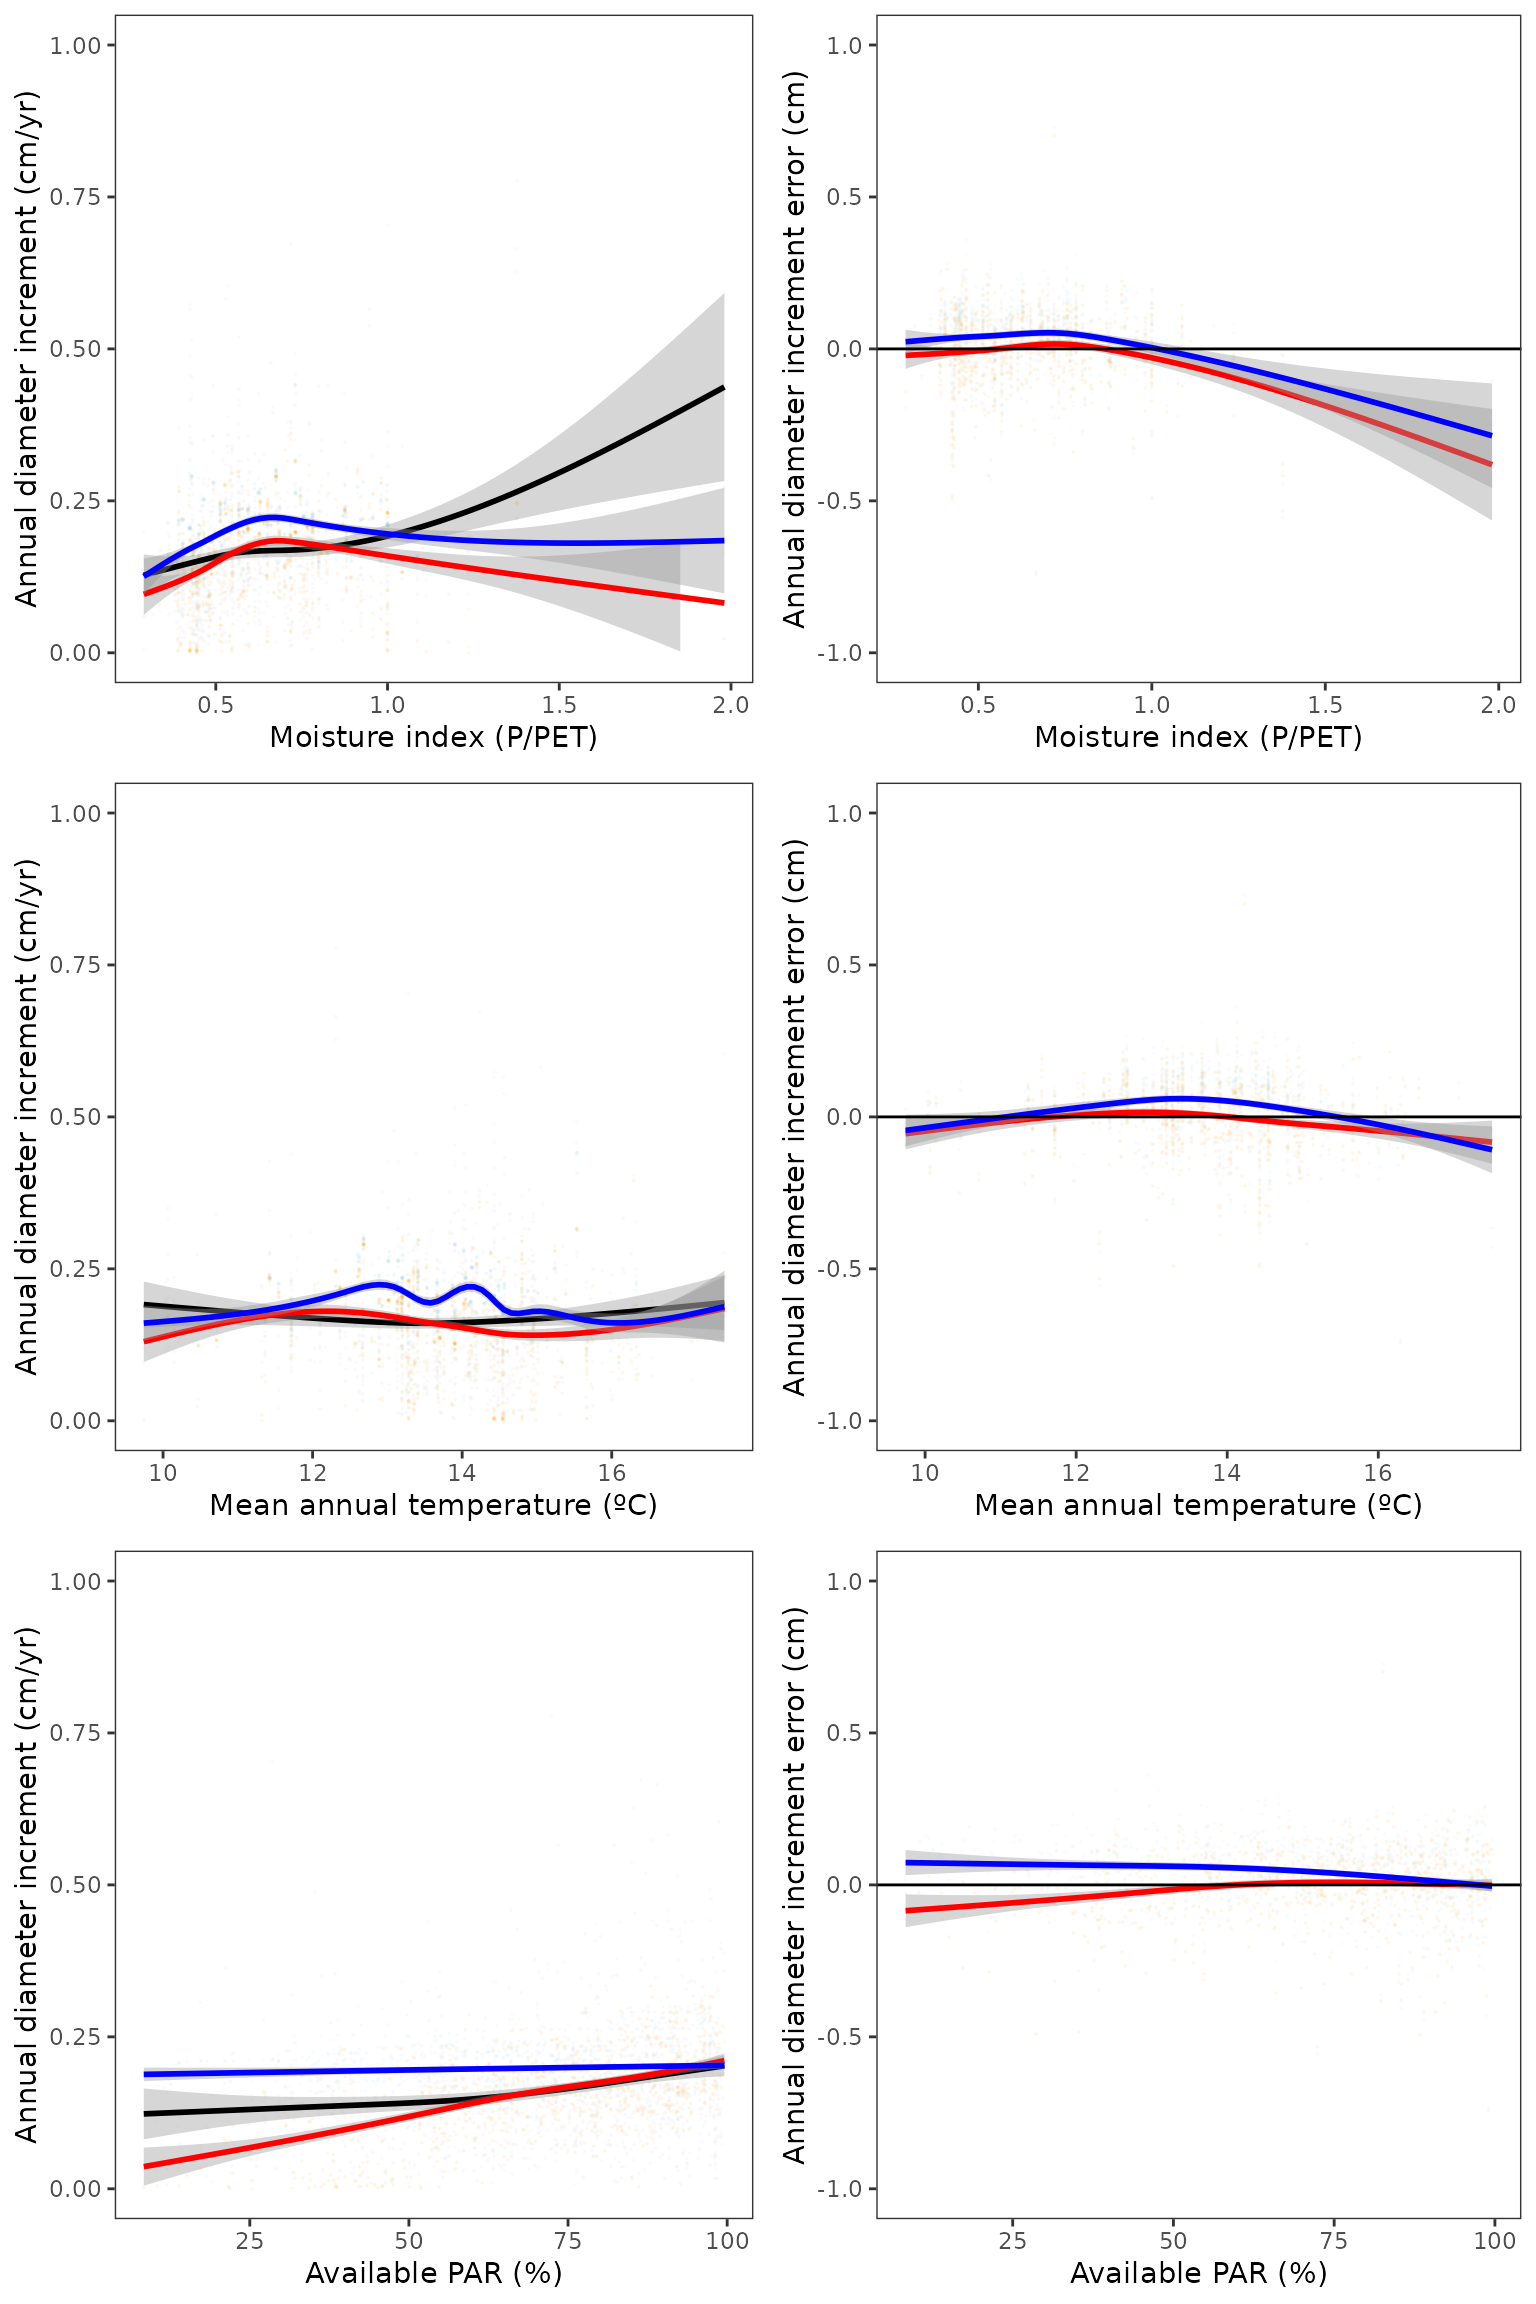 Annual diameter increment (cm/yr)
1.00
0.75
0.50
0.25
0.00
0.5 1.0 1.5 2.0
Moisture index (P/PET)
Annual diameter increment error (cm)
1.0
0.5
0.0
-0.5
-1.0
0.5 1.0 1.5 2.0
Moisture index (P/PET)
Annual diameter increment (cm/yr)
1.00
0.75
0.50
0.25
0.00
10 12 14 16
Mean annual temperature (ºC)
Annual diameter increment error (cm)
1.0
0.5
0.0
-0.5
-1.0
10 12 14 16
Mean annual temperature (ºC)
Annual diameter increment (cm/yr)
1.00
0.75
0.50
0.25
0.00
25 50 75 100
Available PAR (%)
Annual diameter increment error (cm)
1.0
0.5
0.0
-0.5
-1.0
25 50 75 100
Available PAR (%)